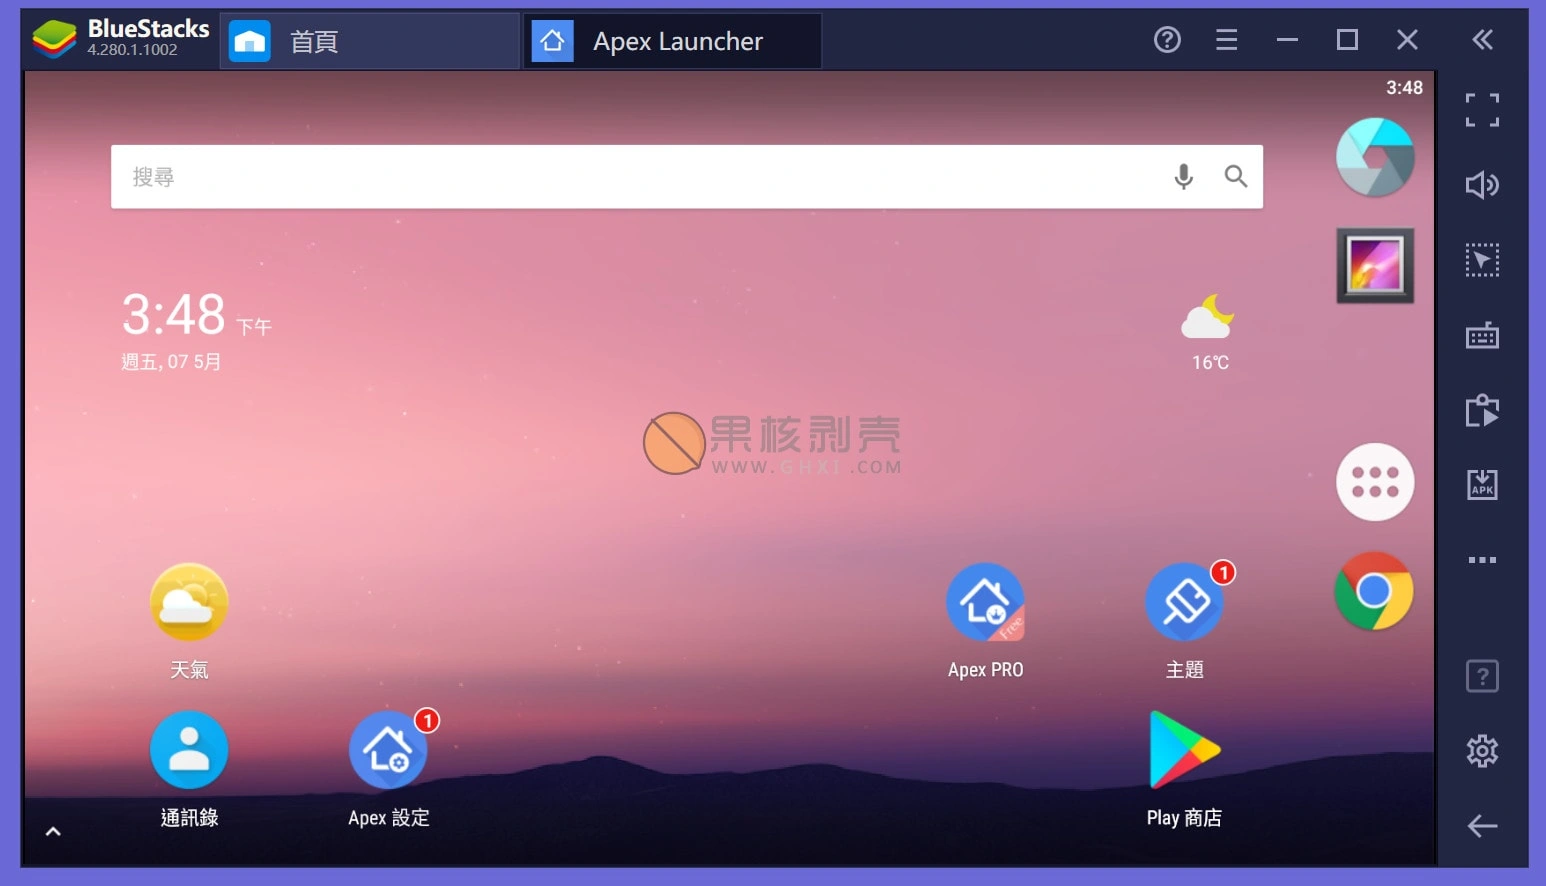 BlueStacks
4.280.1.1002
首頁
Apex Launcher
3:48
搜尋
3:48 下午
週五, 07 5月
16℃
果核剥壳
WWW.GHXI.COM
APK
天氣
Free
Apex PRO
1
主題
通訊錄
1
Apex 設定
Play 商店